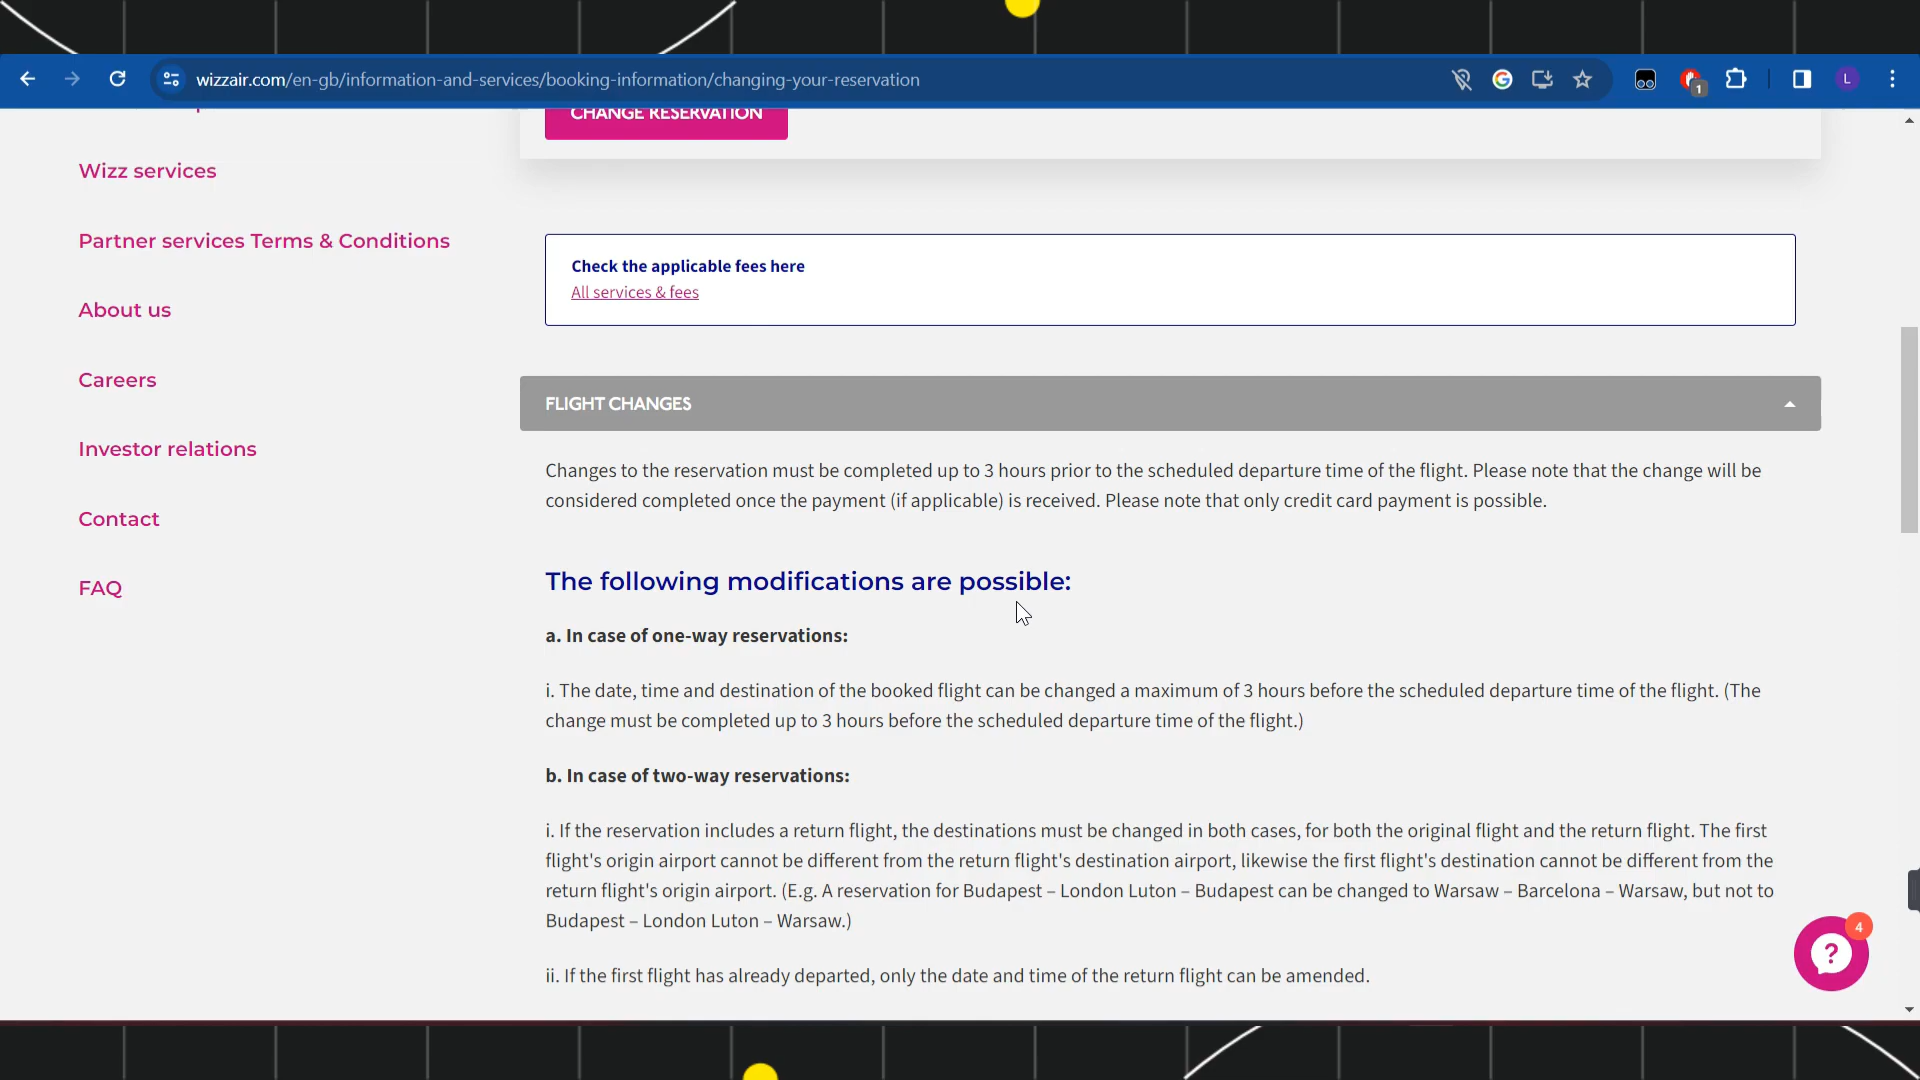 wizzair.com/en-gb/information-and-services/booking-information/changing-your-reservation
1
L
CHANGE RESERVATION
Wizz services
Partner services Terms & Conditions
About us
Careers
Investor relations
Contact
FAQ
Check the applicable fees here
All services & fees
FLIGHT CHANGES
Changes to the reservation must be completed up to 3 hours prior to the scheduled departure time of the flight. Please note that the change will be
considered completed once the payment (if applicable) is received. Please note that only credit card payment is possible.
The following modifications are possible:
a. In case of one-way reservations:
i. The date, time and destination of the booked flight can be changed a maximum of 3 hours before the scheduled departure time of the flight. (The
change must be completed up to 3 hours before the scheduled departure time of the flight.)
b. In case of two-way reservations:
i. If the reservation includes a return flight, the destinations must be changed in both cases, for both the original flight and the return flight. The first
flight's origin airport cannot be different from the return flight's destination airport, likewise the first flight's destination cannot be different from the
return flight's origin airport. (E.g. A reservation for Budapest – London Luton – Budapest can be changed to Warsaw – Barcelona – Warsaw, but not to
Budapest – London Luton – Warsaw.)
ii. If the first flight has already departed, only the date and time of the return flight can be amended.
4
?